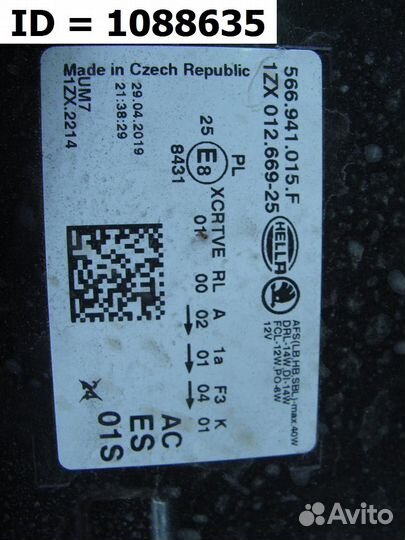 ID = 1088635
566.941.015.F
1ZX 012.669-25
HELLA
AFS(LB,HB,SBL)-max.40W
DRL-14W,DI-14W
FCL-12W,PO-6W
12V
Made in Czech Republic
29.04.2019
21:38:29
UM7
1ZX.2214
PL
25 E8
8431
XCRTVE RL A 1a F3 K
01 00 02 01 04 01
AC
ES
01S
Avito